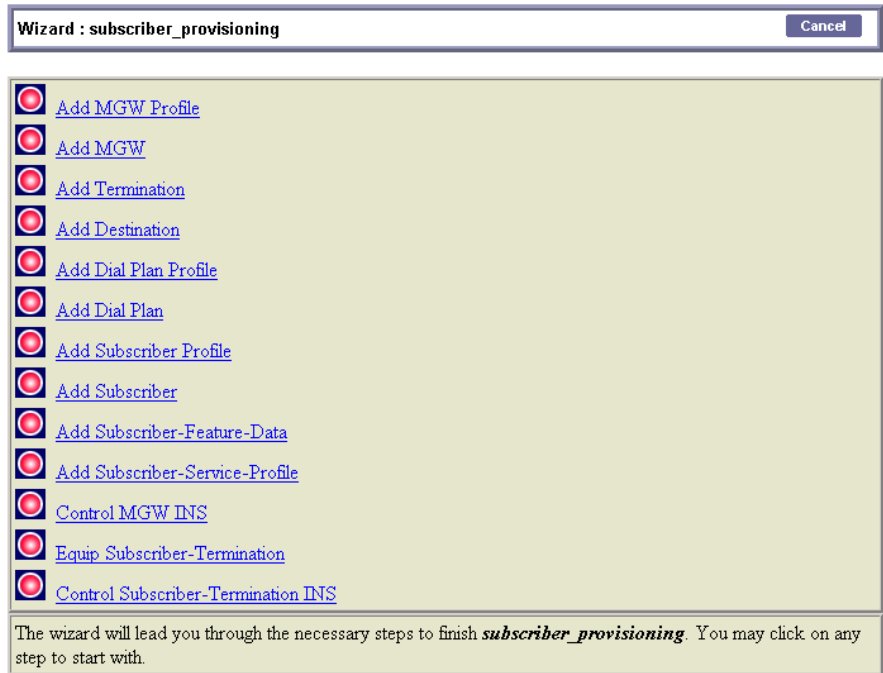 Wizard : subscriber_provisioning
Cancel
Add MGW Profile
Add MGW
Add Termination
Add Destination
Add Dial Plan Profile
Add Dial Plan
Add Subscriber Profile
Add Subscriber
Add Subscriber-Feature-Data
Add Subscriber-Service-Profile
Control MGW INS
Equip Subscriber-Termination
Control Subscriber-Termination INS
The wizard will lead you through the necessary steps to finish subscriber_provisioning. You may click on any
step to start with.